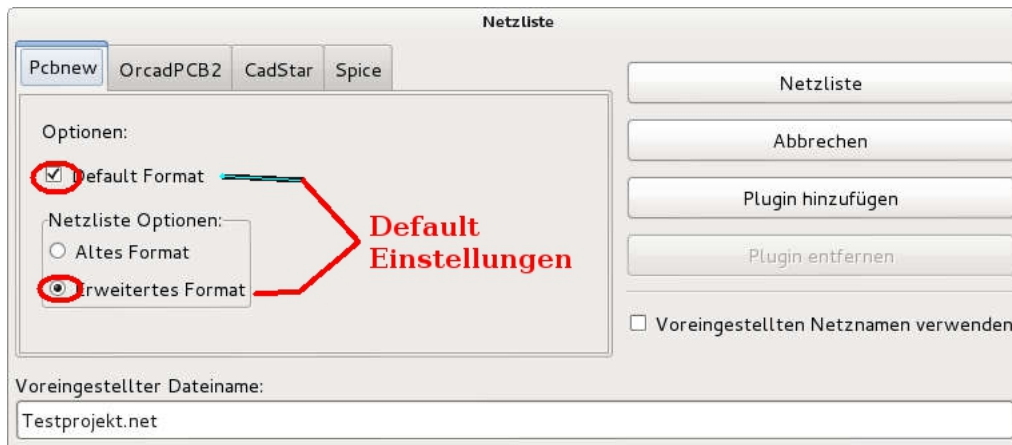 Netzliste
Pcbnew OrcadPCB2 CadStar Spice
Optionen:
Default Format
Netzliste Optionen:
Altes Format
Erweitertes Format
Default
Einstellungen
Netzliste
Abbrechen
Plugin hinzufügen
Plugin entfernen
Voreingestellten Netznamen verwenden
Voreingestellter Dateiname:
Testprojekt.net